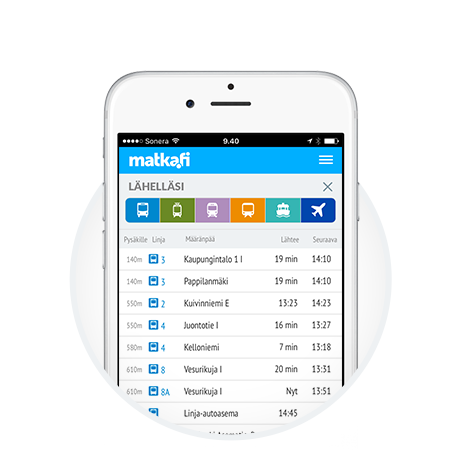 Sonera 9.40
matka.fi
LÄHELLÄSI
Pysäkille Linja Määränpää Lähtee Seuraava
140m 3 Kaupungintalo 1 I 19 min 14:10
140m 3 Pappilanmäki 19 min 14:10
550m 2 Kuivinniemi E 13:23 14:23
550m 4 Juontotie I 16 min 13:27
580m 4 Kelloniemi 7 min 13:18
610m 8 Vesurikuja I 20 min 13:31
610m 8A Vesurikuja I Nyt 13:51
Linja-autoasema 14:45